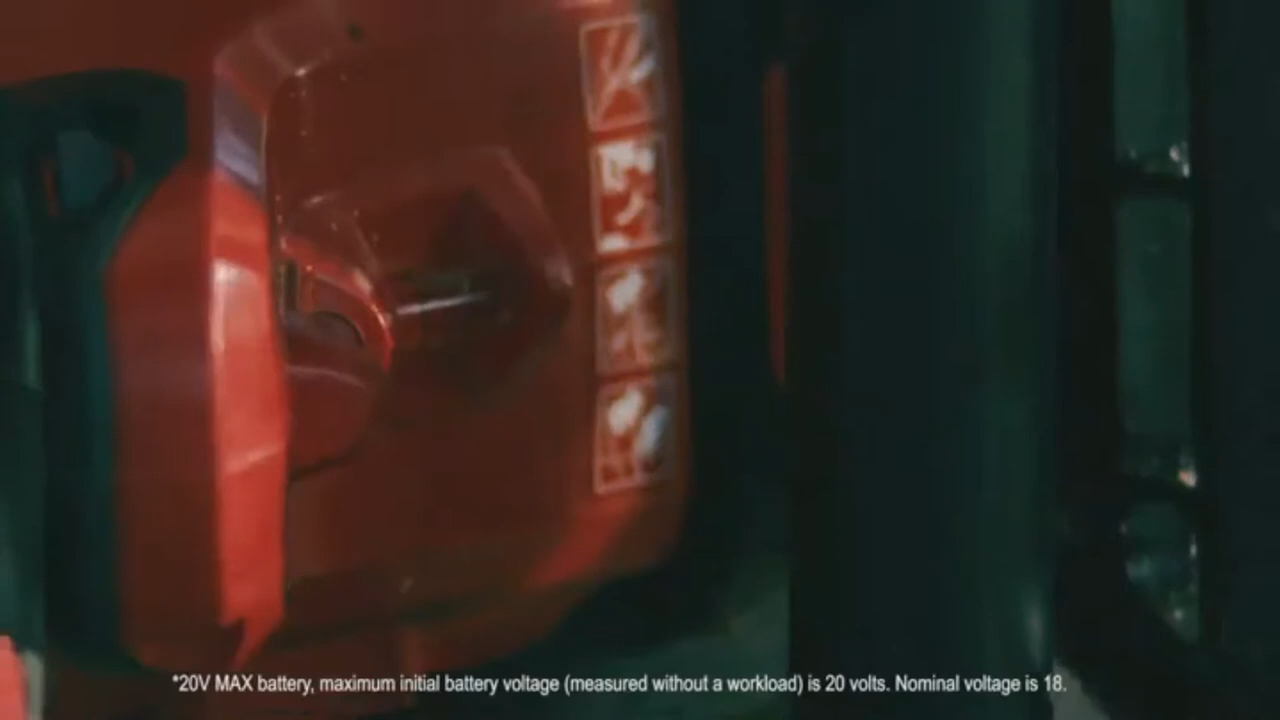 *20V MAX battery, maximum initial battery voltage (measured without a workload) is 20 volts. Nominal voltage is 18.